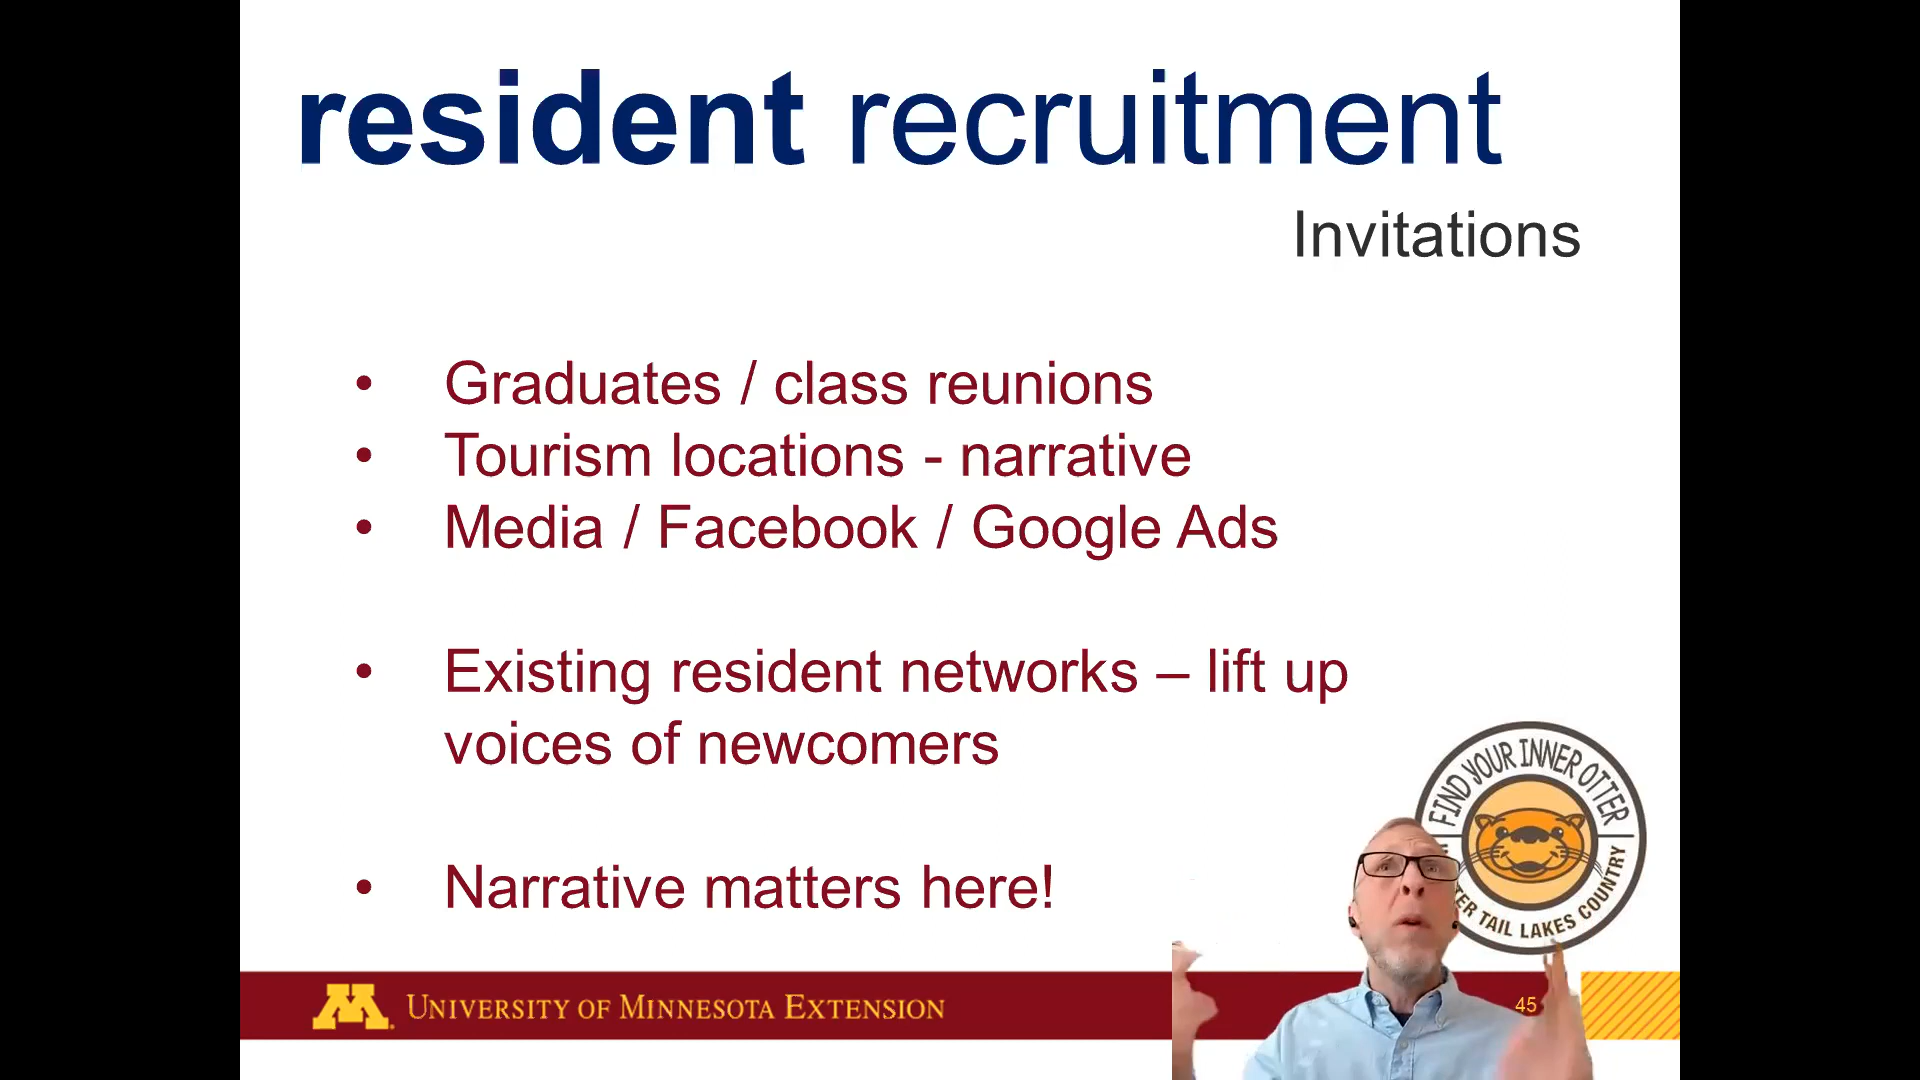 resident recruitment
Invitations
• Graduates / class reunions
• Tourism locations - narrative
• Media / Facebook / Google Ads
• Existing resident networks – lift up
voices of newcomers
• Narrative matters here!
FIND YOUR INNER OTTER
TAIL LAKES COUNTRY
M
UNIVERSITY OF MINNESOTA EXTENSION
45